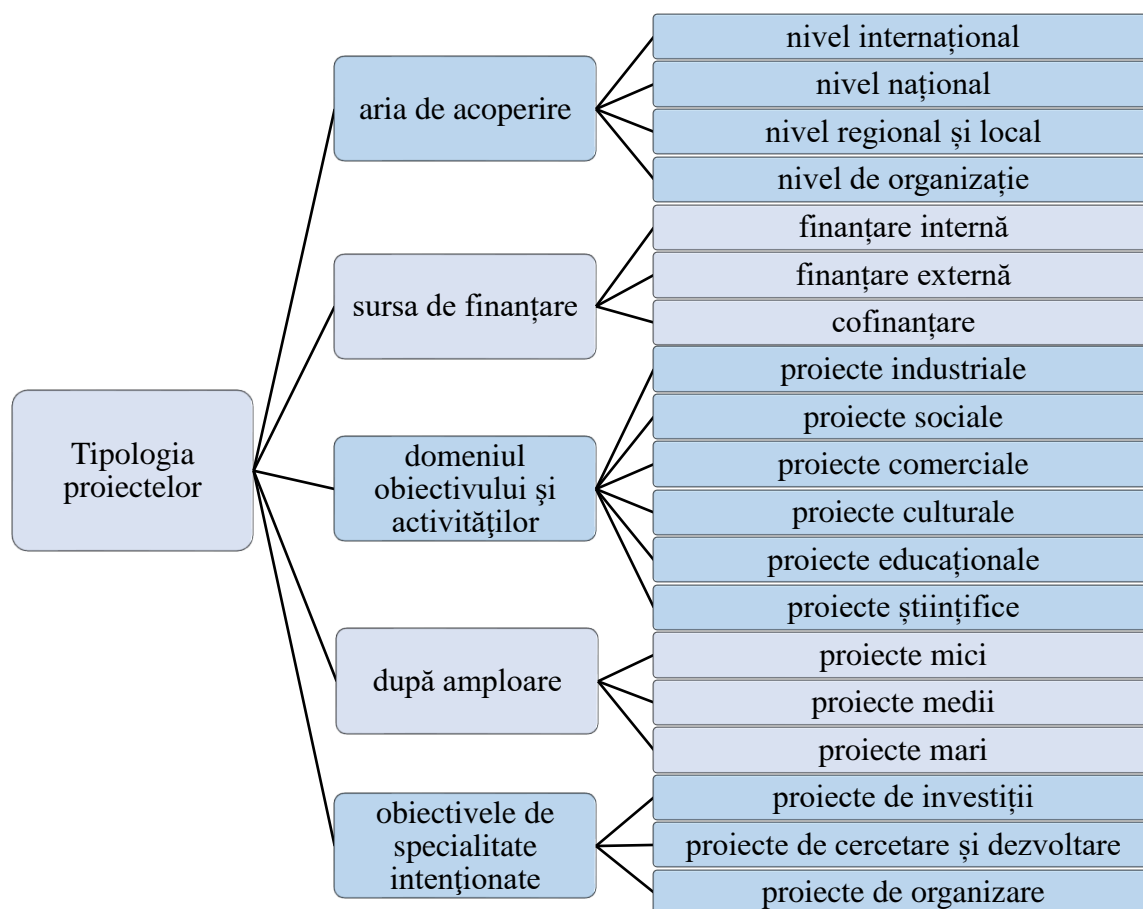 Tipologia
proiectelor
aria de acoperire
nivel internațional
nivel național
nivel regional și local
nivel de organizație
sursa de finanțare
finanțare internă
finanțare externă
cofinanțare
domeniul
obiectivului şi
activităţilor
proiecte industriale
proiecte sociale
proiecte comerciale
proiecte culturale
proiecte educaționale
proiecte științifice
după amploare
proiecte mici
proiecte medii
proiecte mari
obiectivele de
specialitate
intenţionate
proiecte de investiții
proiecte de cercetare și dezvoltare
proiecte de organizare